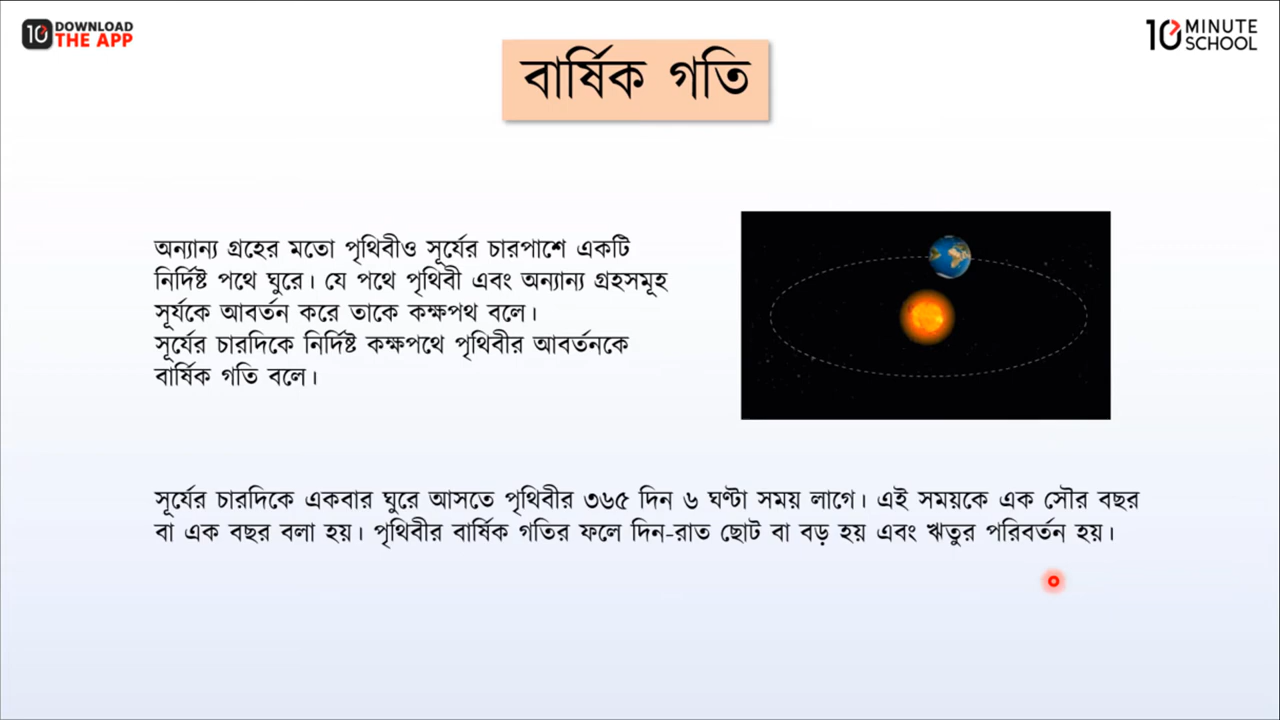 10 DOWNLOAD
THE APP
10 MINUTE
SCHOOL
বার্ষিক গতি
অন্যান্য গ্রহের মতো পৃথিবীও সূর্যের চারপাশে একটি
নির্দিষ্ট পথে ঘুরে। যে পথে পৃথিবী এবং অন্যান্য গ্রহসমূহ
সূর্যকে আবর্তন করে তাকে কক্ষপথ বলে।
সূর্যের চারদিকে নির্দিষ্ট কক্ষপথে পৃথিবীর আবর্তনকে
বার্ষিক গতি বলে।
সূর্যের চারদিকে একবার ঘুরে আসতে পৃথিবীর ৩৬৫ দিন ৬ ঘণ্টা সময় লাগে। এই সময়কে এক সৌর বছর
বা এক বছর বলা হয়। পৃথিবীর বার্ষিক গতির ফলে দিন-রাত ছোট বা বড় হয় এবং ঋতুর পরিবর্তন হয়।